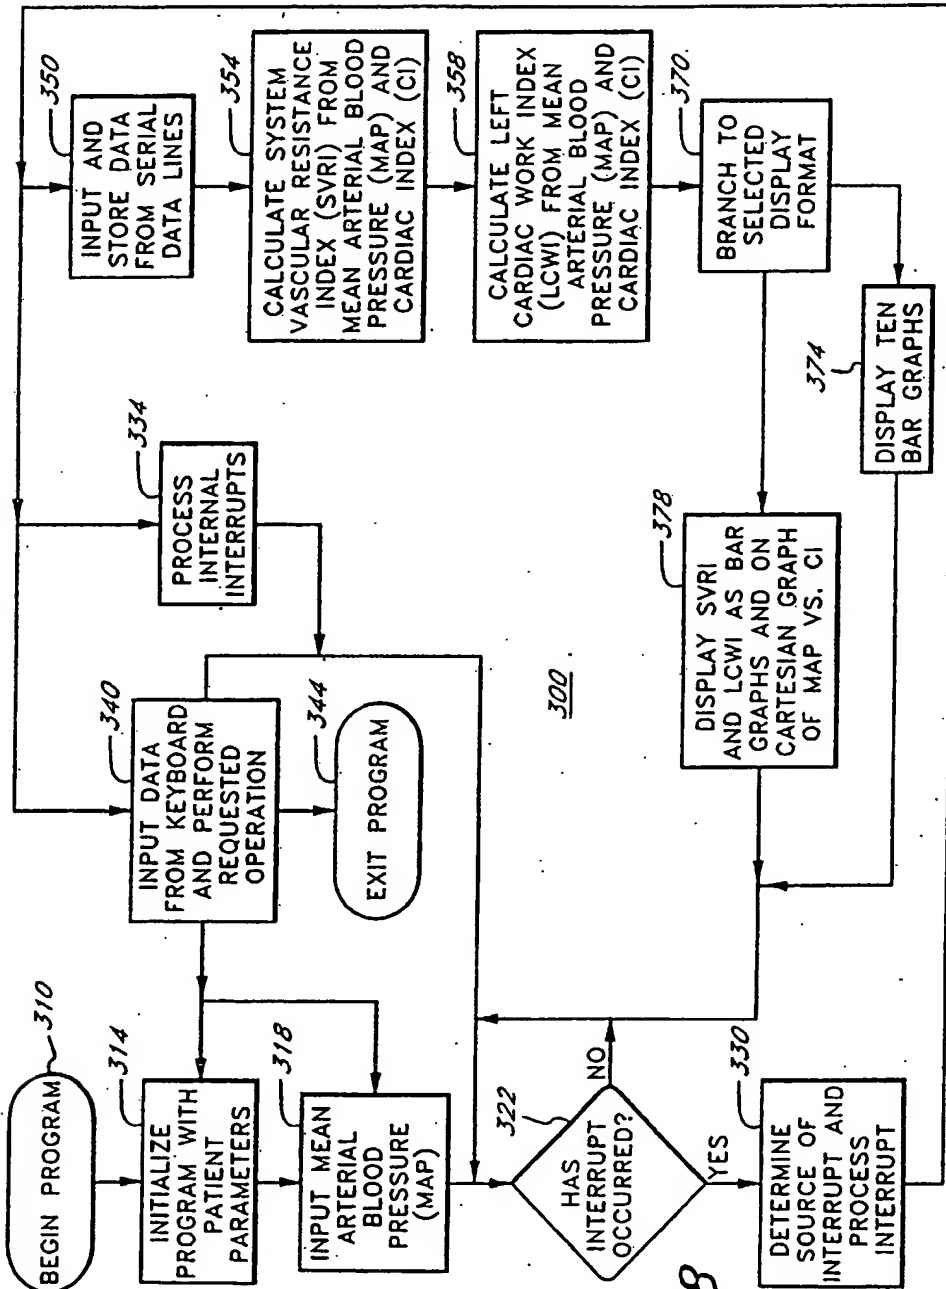 BEGIN PROGRAM
310
INITIALIZE
PROGRAM WITH
PATIENT
PARAMETERS
314
INPUT MEAN
ARTERIAL
BLOOD
PRESSURE
(MAP)
318
HAS
INTERRUPT
OCCURRED?
322
NO
YES
DETERMINE
SOURCE OF
INTERRUPT AND
PROCESS
INTERRUPT
330
INPUT DATA
FROM KEYBOARD
AND PERFORM
REQUESTED
OPERATION
340
EXIT PROGRAM
344
PROCESS
INTERNAL
INTERRUPTS
334
300
INPUT AND
STORE DATA
FROM SERIAL
DATA LINES
350
CALCULATE SYSTEM
VASCULAR RESISTANCE
INDEX (SVRI) FROM
MEAN ARTERIAL BLOOD
PRESSURE (MAP) AND
CARDIAC INDEX (CI)
354
CALCULATE LEFT
CARDIAC WORK INDEX
(LCWI) FROM MEAN
ARTERIAL BLOOD
PRESSURE (MAP) AND
CARDIAC INDEX (CI)
358
BRANCH TO
SELECTED
DISPLAY
FORMAT
370
DISPLAY SVRI
AND LCWI AS BAR
GRAPHS AND ON
CARTESIAN GRAPH
OF MAP VS. CI
378
DISPLAY TEN
BAR GRAPHS
374
8